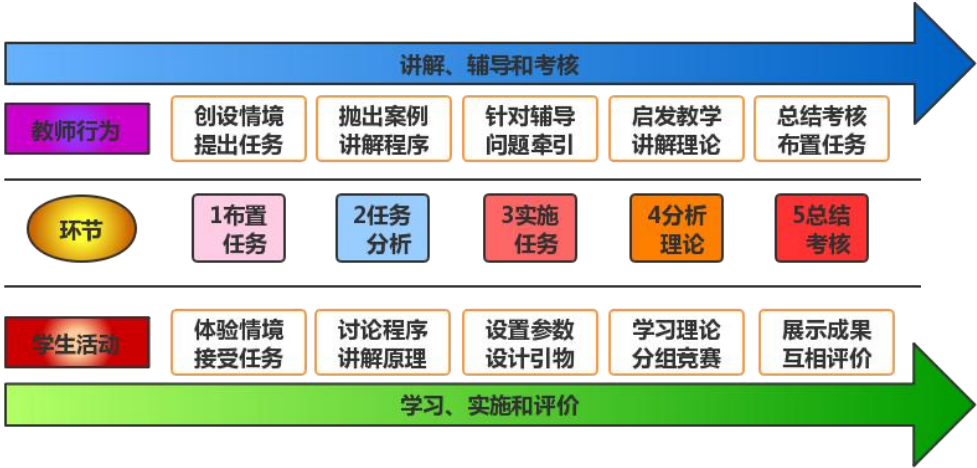 讲解、辅导和考核
教师行为
创设情境
提出任务
抛出案例
讲解程序
针对辅导
问题牵引
启发教学
讲解理论
总结考核
布置任务
环节
1布置
任务
2任务
分析
3实施
任务
4分析
理论
5总结
考核
学生活动
体验情境
接受任务
讨论程序
讲解原理
设置参数
设计引物
学习理论
分组竞赛
展示成果
互相评价
学习、实施和评价